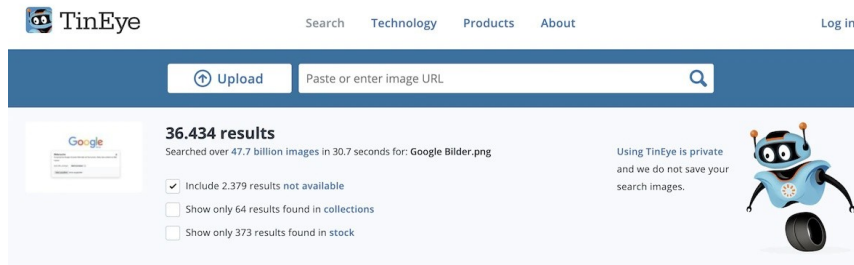 TinEye
Search Technology Products About Log in
Upload
Paste or enter image URL
Google
36.434 results
Searched over 47.7 billion images in 30.7 seconds for: Google Bilder.png
Using TinEye is private
and we do not save your
search images.
Include 2.379 results not available
Show only 64 results found in collections
Show only 373 results found in stock